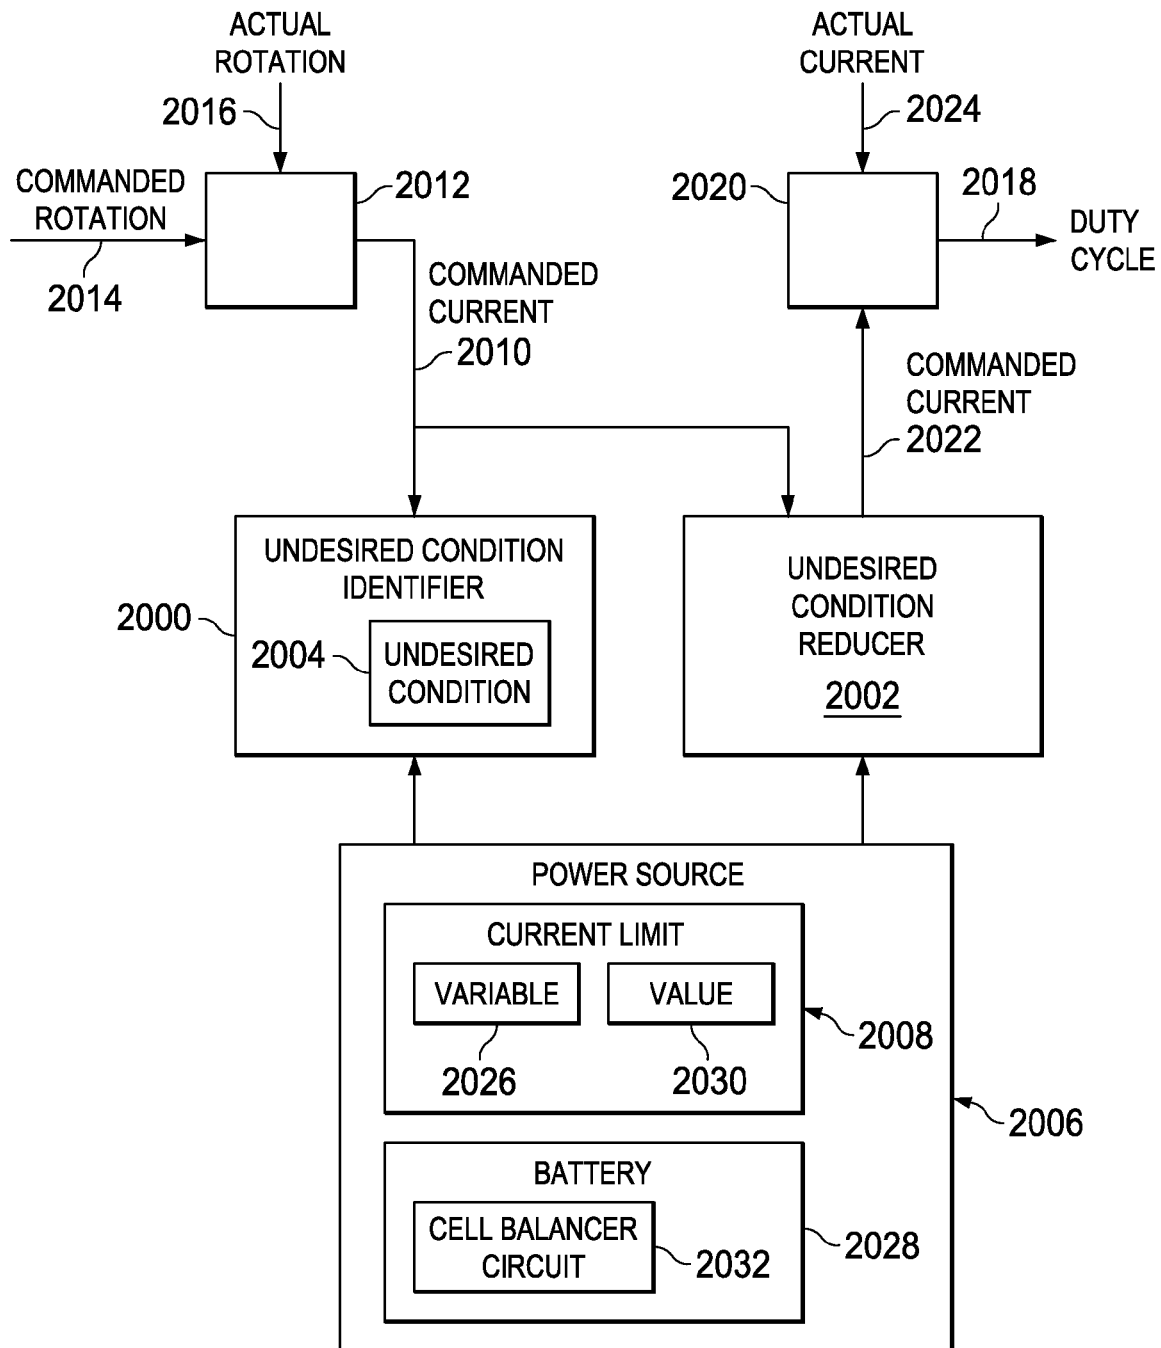 ACTUAL
ROTATION
2016
COMMANDED
ROTATION
2014
2012
COMMANDED
CURRENT
2010
ACTUAL
CURRENT
2024
2020
2018
DUTY
CYCLE
COMMANDED
CURRENT
2022
UNDESIRED CONDITION
IDENTIFIER
2000
2004
UNDESIRED
CONDITION
UNDESIRED
CONDITION
REDUCER
2002
POWER SOURCE
CURRENT LIMIT
VARIABLE
VALUE
2026
2030
2008
2006
BATTERY
CELL BALANCER
CIRCUIT
2032
2028